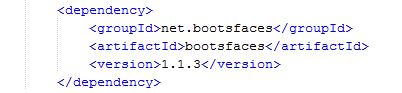 <dependency>
<groupId>net.bootsfaces</groupId>
<artifactId>bootsfaces</artifactId>
<version>1.1.3</version>
</dependency>